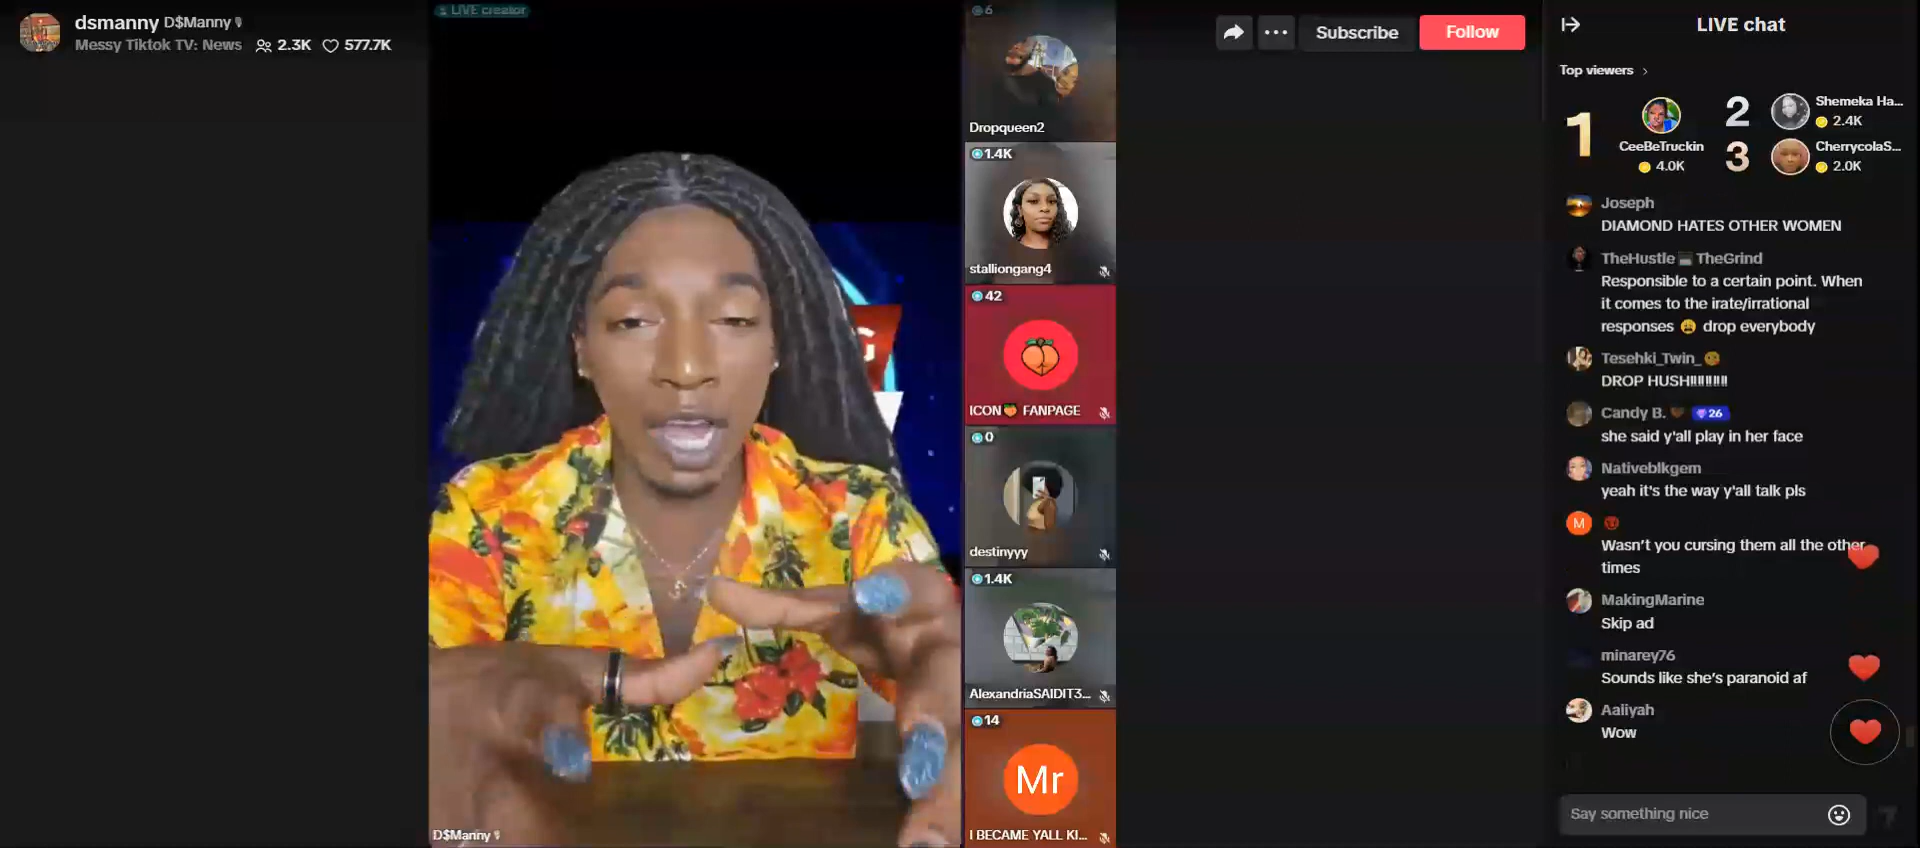 dsmanny D$Manny
Messy Tiktok TV: News 2.3K 577.7K
LIVE creator
D$Manny
6
Dropqueen2
1.4K
stalliongang4
42
ICON🍑 FANPAGE
0
destinyyy
1.4K
AlexandriaSAIDIT3...
14
Mr
I BECAME YALL KI...
Subscribe
Follow
LIVE chat
Top viewers
1
CeeBeTruckin
4.0K
2
Shemeka Ha...
2.4K
3
CherrycolaS...
2.0K
Joseph
DIAMOND HATES OTHER WOMEN
TheHustle TheGrind
Responsible to a certain point. When
it comes to the irate/irrational
responses 😩 drop everybody
Tesehki_Twin_
DROP HUSH!!!!!!!!!!
Candy B. 26
she said y'all play in her face
Nativeblkgem
yeah it's the way y'all talk pls
M
Wasn't you cursing them all the other
times
MakingMarine
Skip ad
minarey76
Sounds like she's paranoid af
Aaliyah
Wow
Say something nice